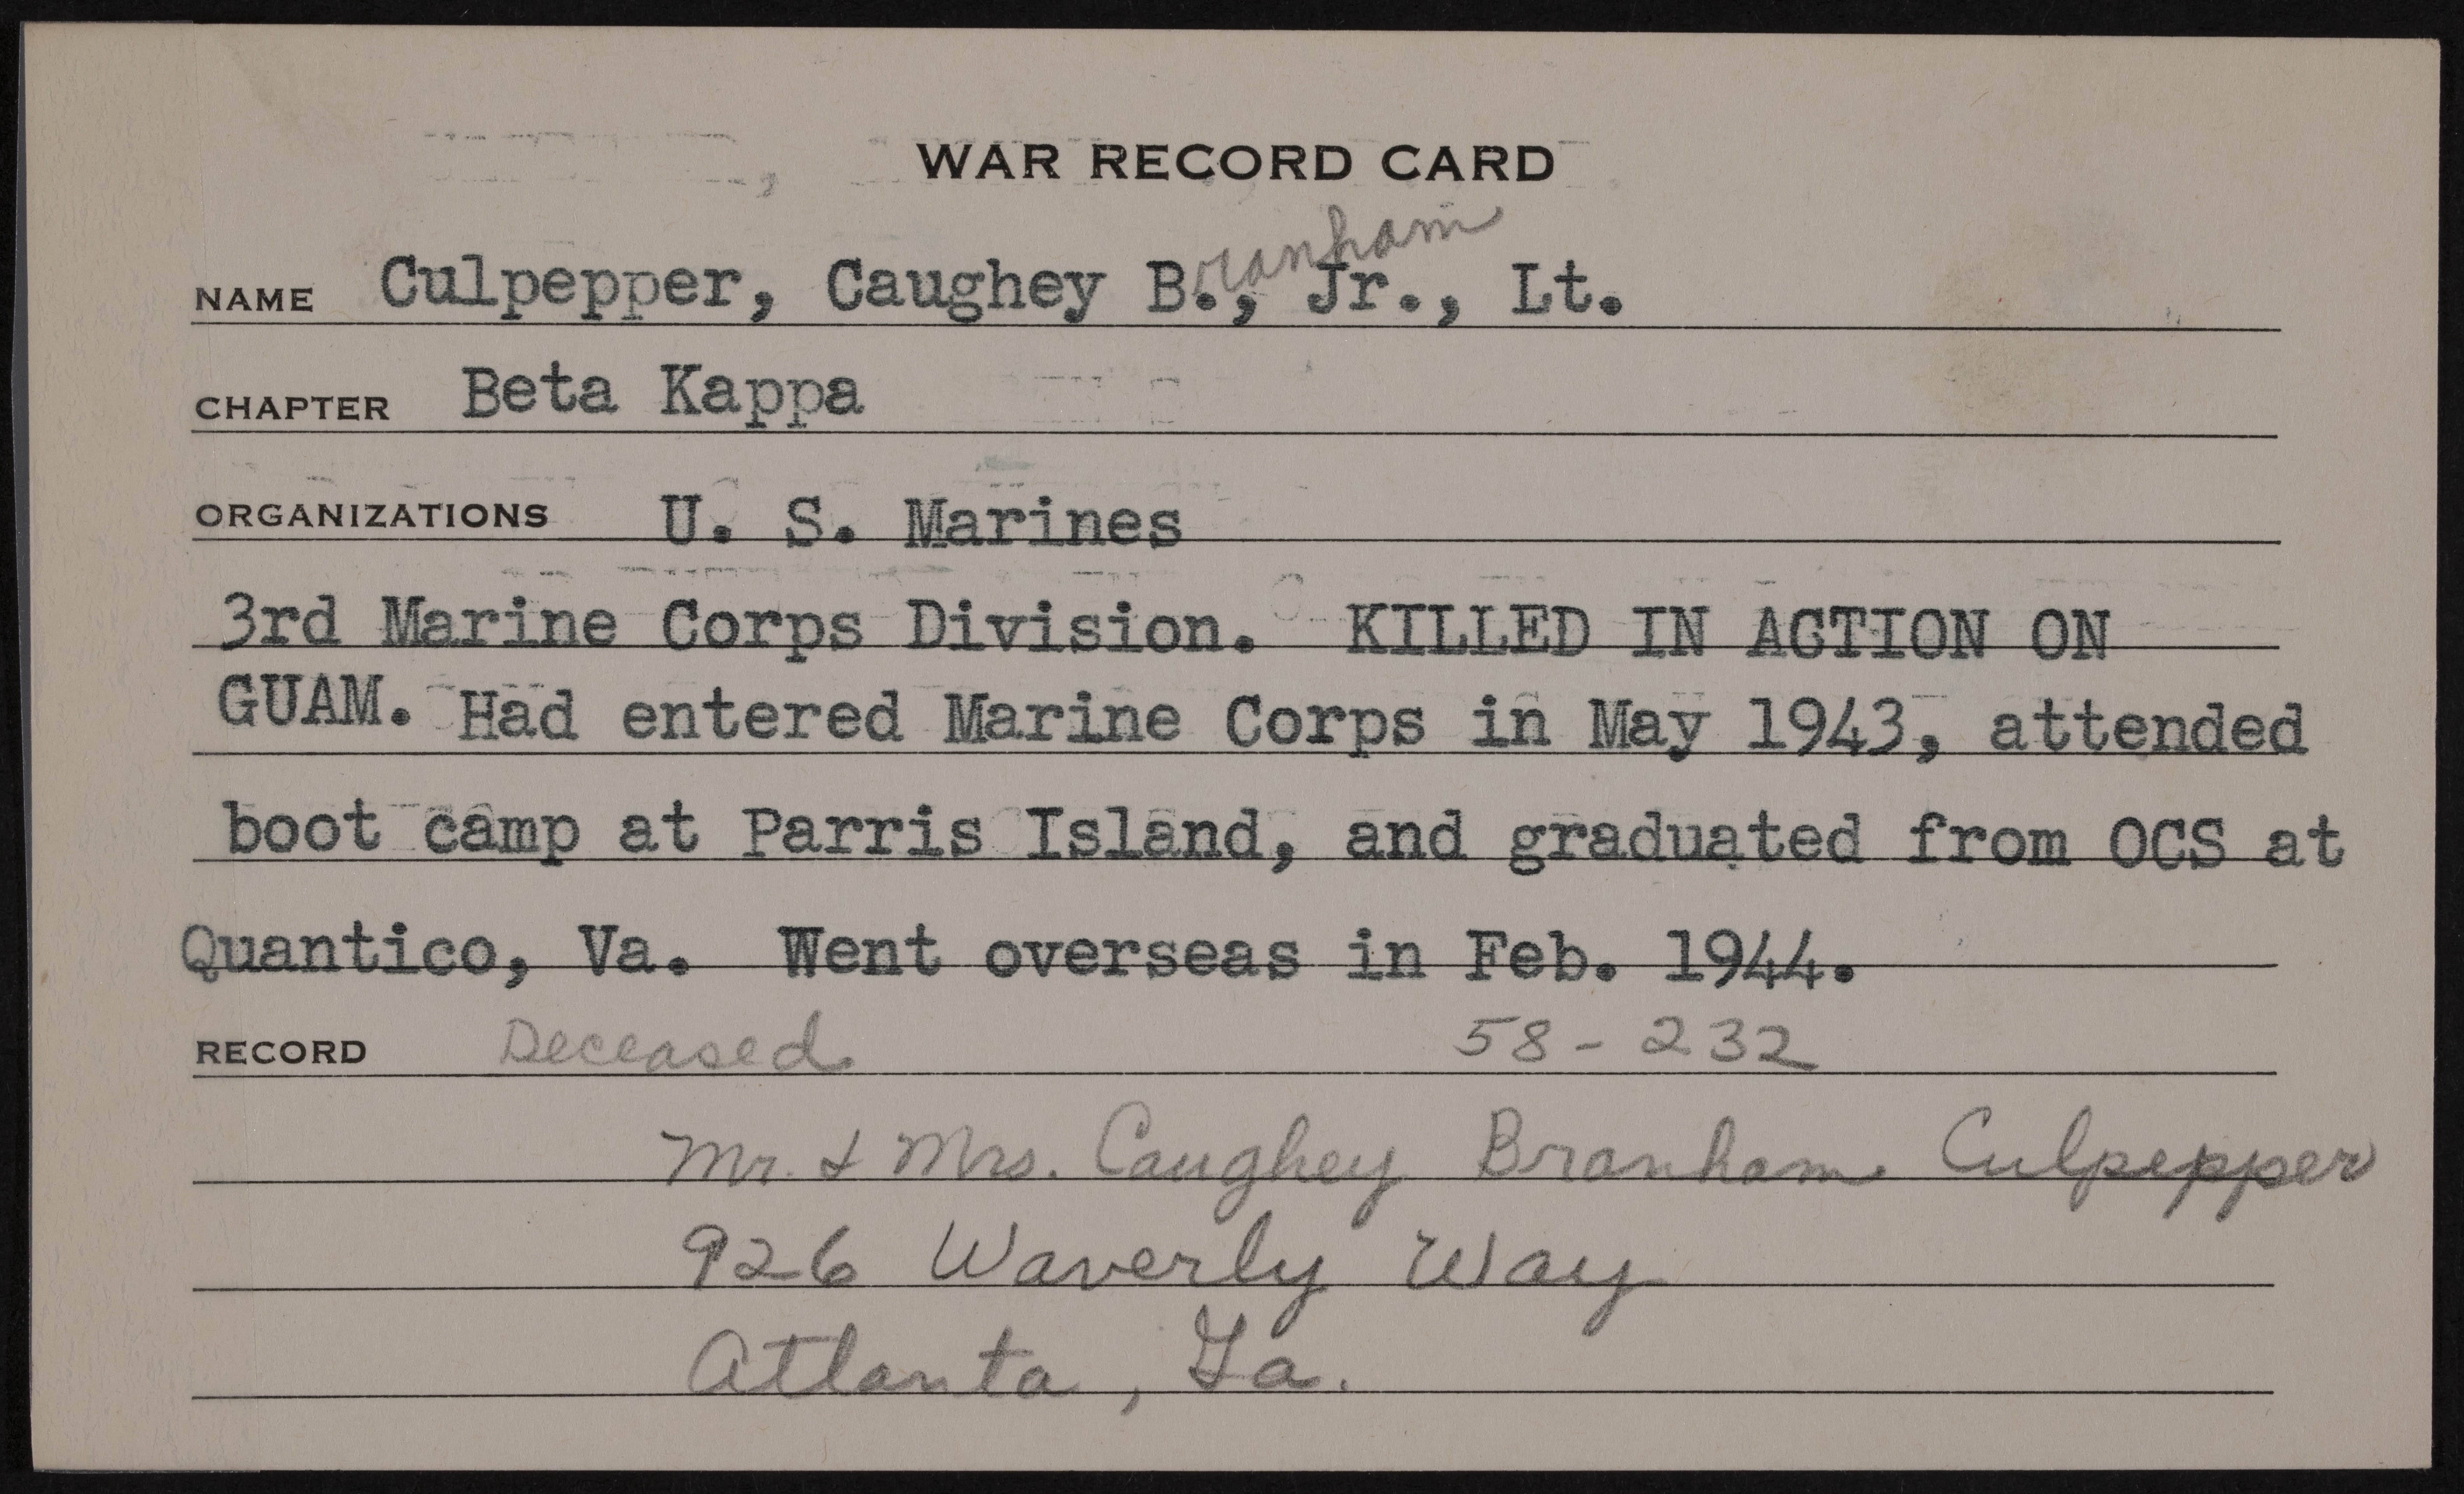 WAR RECORD CARD
Branham
NAME Culpepper, Caughey B., Jr., Lt.
CHAPTER Beta Kappa
ORGANIZATIONS U. S. Marines
3rd Marine Corps Division. KILLED IN ACTION ON
GUAM. Had entered Marine Corps in May 1943, attended
boot camp at Parris Island, and graduated from OCS at
Quantico, Va. Went overseas in Feb. 1944.
RECORD Deceased 58-232
Mr. & Mrs. Caughey Branham Culpepper
926 Waverly Way
Atlanta, Ga.